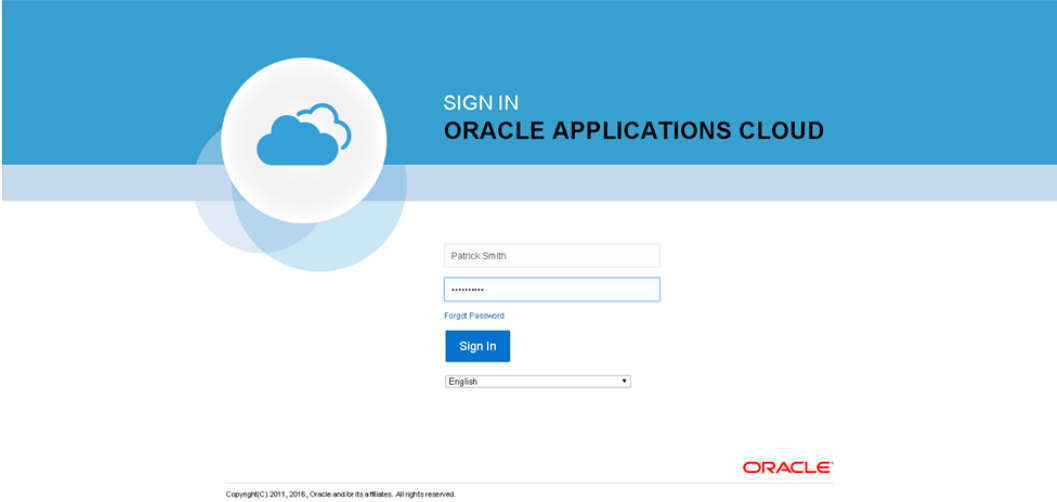 SIGN IN
ORACLE APPLICATIONS CLOUD
Patrick.Smith
••••••••••
Forgot Password
Sign In
English
ORACLE
Copyright(C) 2011, 2016, Oracle and/or its affiliates. All rights reserved.